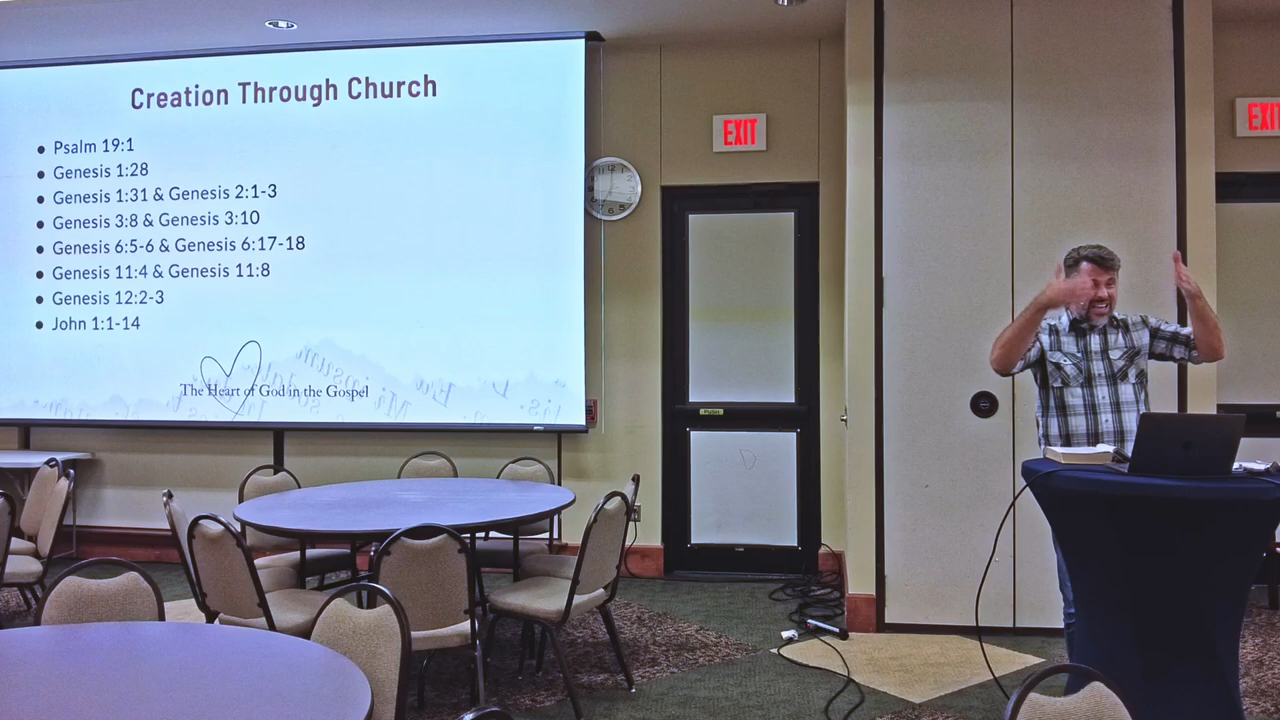 Creation Through Church
Psalm 19:1
Genesis 1:28
Genesis 1:31 & Genesis 2:1-3
Genesis 3:8 & Genesis 3:10
Genesis 6:5-6 & Genesis 6:17-18
Genesis 11:4 & Genesis 11:8
Genesis 12:2-3
John 1:1-14
The Heart of God in the Gospel
EXIT
EXI
PUSH